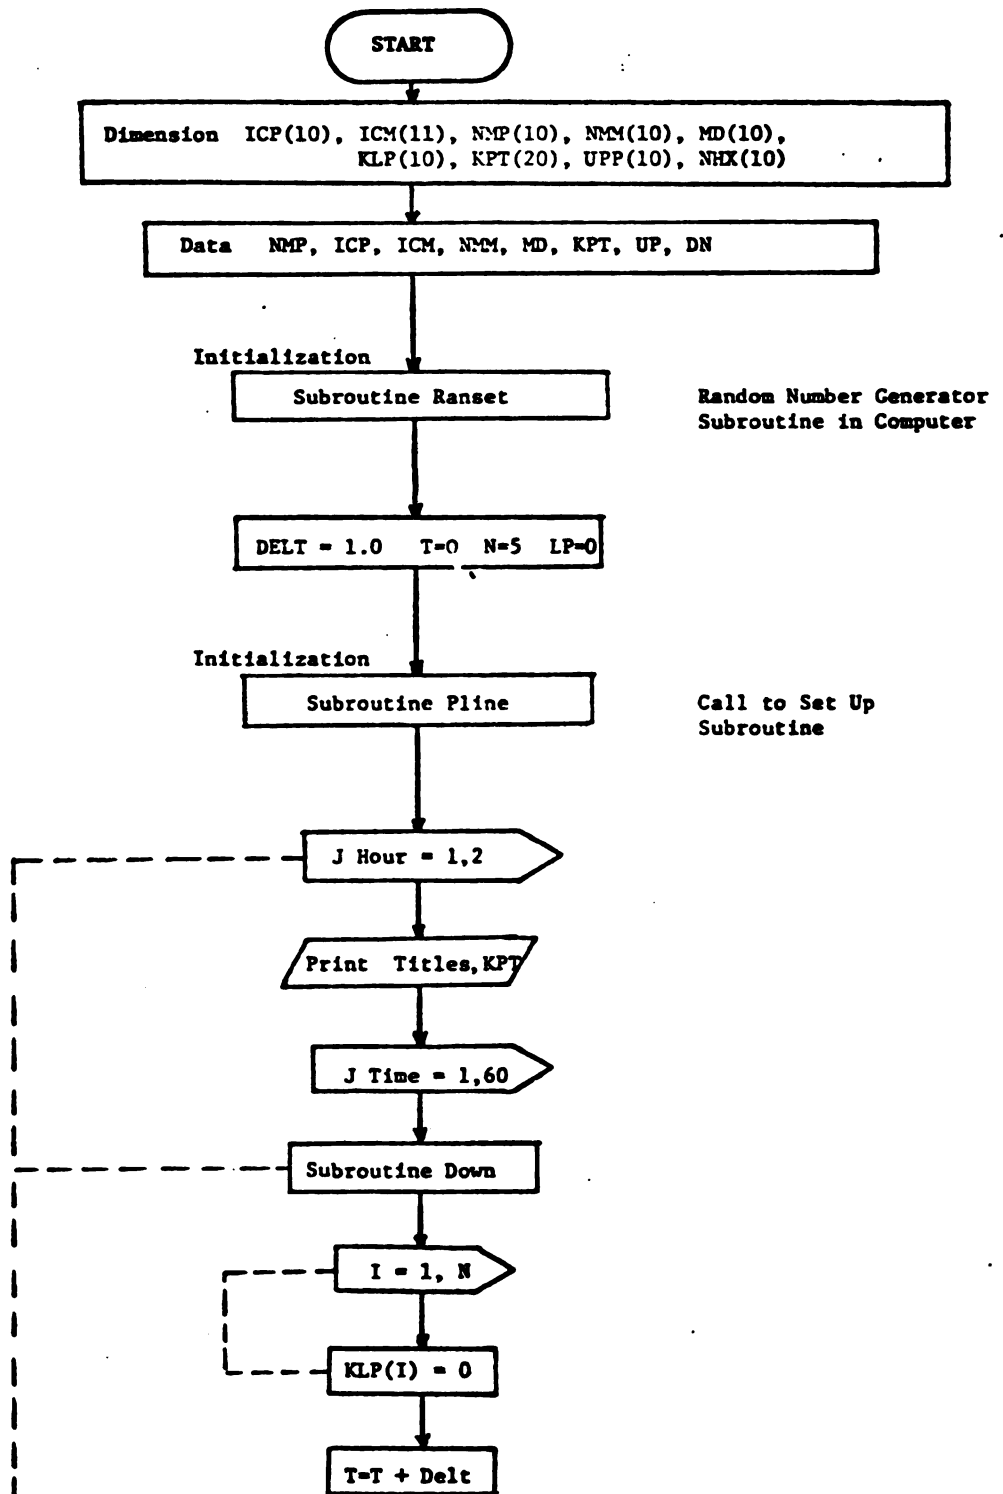 START
Dimension ICP(10), ICM(11), NMP(10), NMM(10), MD(10),
KLP(10), KPT(20), UPP(10), NHX(10)
Data NMP, ICP, ICM, NMM, MD, KPT, UP, DN
Initialization
Subroutine Ranset
Random Number Generator
Subroutine in Computer
DELT = 1.0 T=0 N=5 LP=0
Initialization
Subroutine Pline
Call to Set Up
Subroutine
J Hour = 1,2
Print Titles,KPT
J Time = 1,60
Subroutine Down
I = 1, N
KLP(I) = 0
T=T + Delt